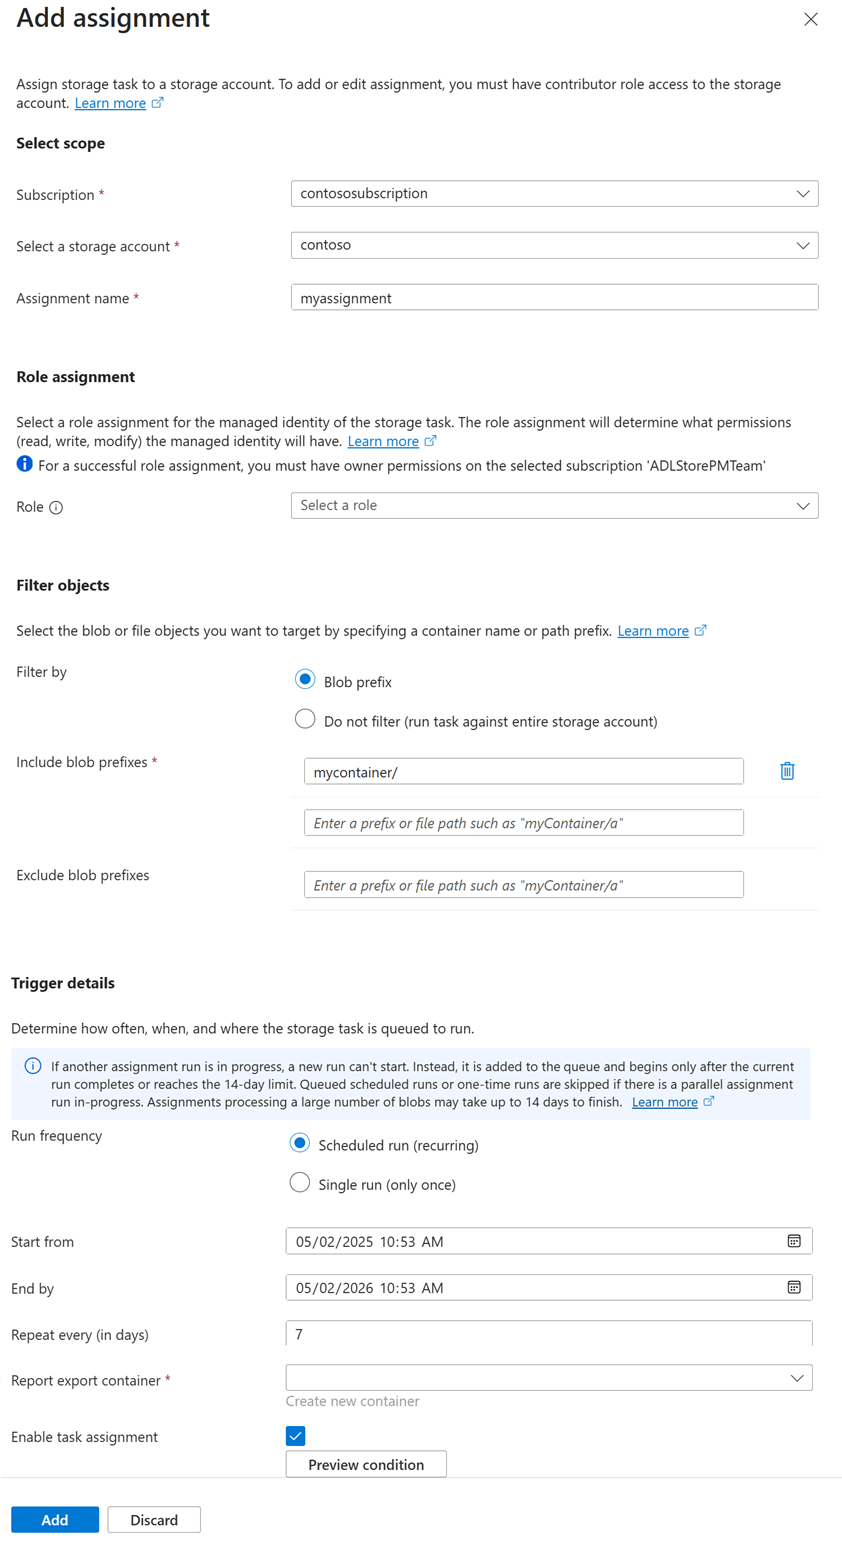 Add assignment
Assign storage task to a storage account. To add or edit assignment, you must have contributor role access to the storage
account. Learn more
Select scope
Subscription *
contososubscription
Select a storage account *
contoso
Assignment name *
myassignment
Role assignment
Select a role assignment for the managed identity of the storage task. The role assignment will determine what permissions
(read, write, modify) the managed identity will have. Learn more
For a successful role assignment, you must have owner permissions on the selected subscription 'ADLStorePMTeam'
Role
Select a role
Filter objects
Select the blob or file objects you want to target by specifying a container name or path prefix. Learn more
Filter by
Blob prefix
Do not filter (run task against entire storage account)
Include blob prefixes *
mycontainer/
Enter a prefix or file path such as "myContainer/a"
Exclude blob prefixes
Enter a prefix or file path such as "myContainer/a"
Trigger details
Determine how often, when, and where the storage task is queued to run.
If another assignment run is in progress, a new run can't start. Instead, it is added to the queue and begins only after the current
run completes or reaches the 14-day limit. Queued scheduled runs or one-time runs are skipped if there is a parallel assignment
run in-progress. Assignments processing a large number of blobs may take up to 14 days to finish. Learn more
Run frequency
Scheduled run (recurring)
Single run (only once)
Start from
05/02/2025 10:53 AM
End by
05/02/2026 10:53 AM
Repeat every (in days)
7
Report export container *
Create new container
Enable task assignment
Preview condition
Add
Discard